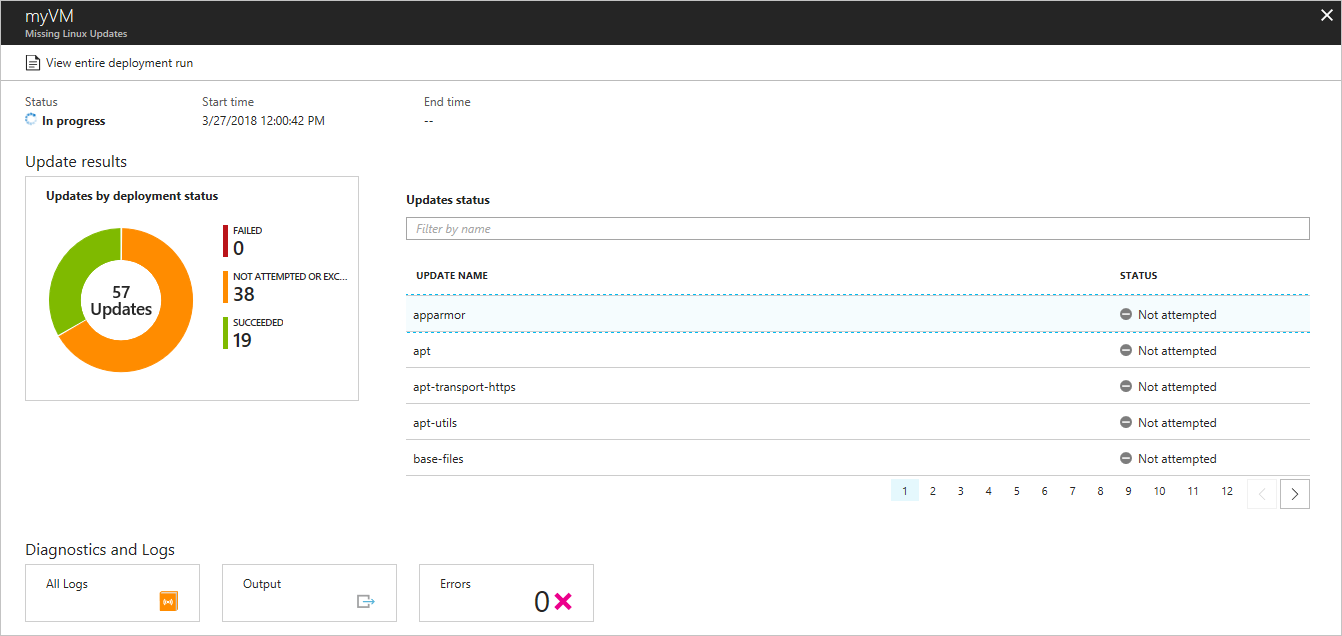 myVM
Missing Linux Updates
View entire deployment run
Status Start time End time
In progress 3/27/2018 12:00:42 PM --
Update results
Updates by deployment status
57
Updates
FAILED
0
NOT ATTEMPTED OR EXC...
38
SUCCEEDED
19
Updates status
Filter by name
UPDATE NAME STATUS
apparmor Not attempted
apt Not attempted
apt-transport-https Not attempted
apt-utils Not attempted
base-files Not attempted
1 2 3 4 5 6 7 8 9 10 11 12
Diagnostics and Logs
All Logs
Output
Errors
0